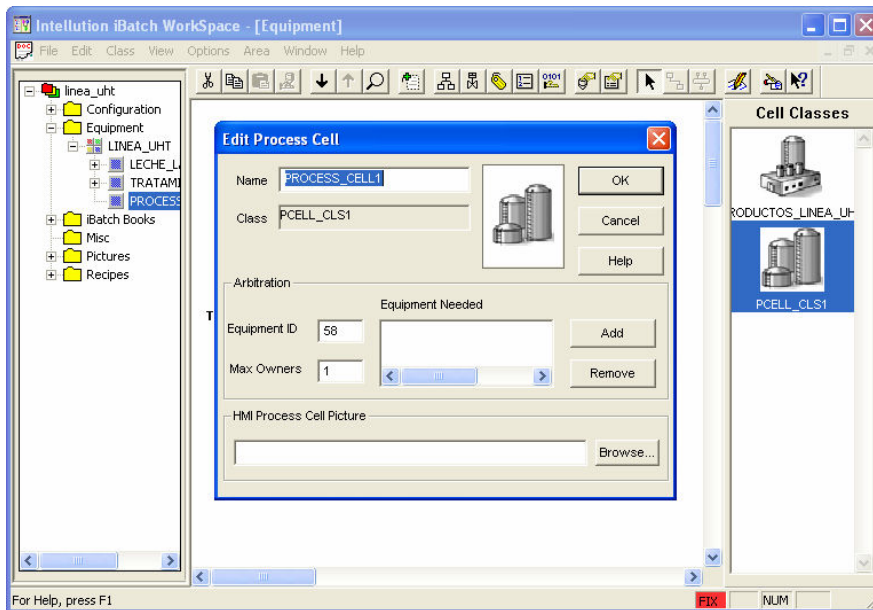 Intellution iBatch WorkSpace - [Equipment]
File Edit Class View Options Area Window Help
linea_uht
Configuration
Equipment
LINEA_UHT
LECHE_LA
TRATAMI
PROCESS
iBatch Books
Misc
Pictures
Recipes
T
Edit Process Cell
Name PROCESS_CELL1
Class PCELL_CLS1
OK
Cancel
Help
Arbitration
Equipment ID 58
Max Owners 1
Equipment Needed
Add
Remove
HMI Process Cell Picture
Browse...
Cell Classes
RODUCTOS_LINEA_UH
PCELL_CLS1
For Help, press F1
FIX NUM